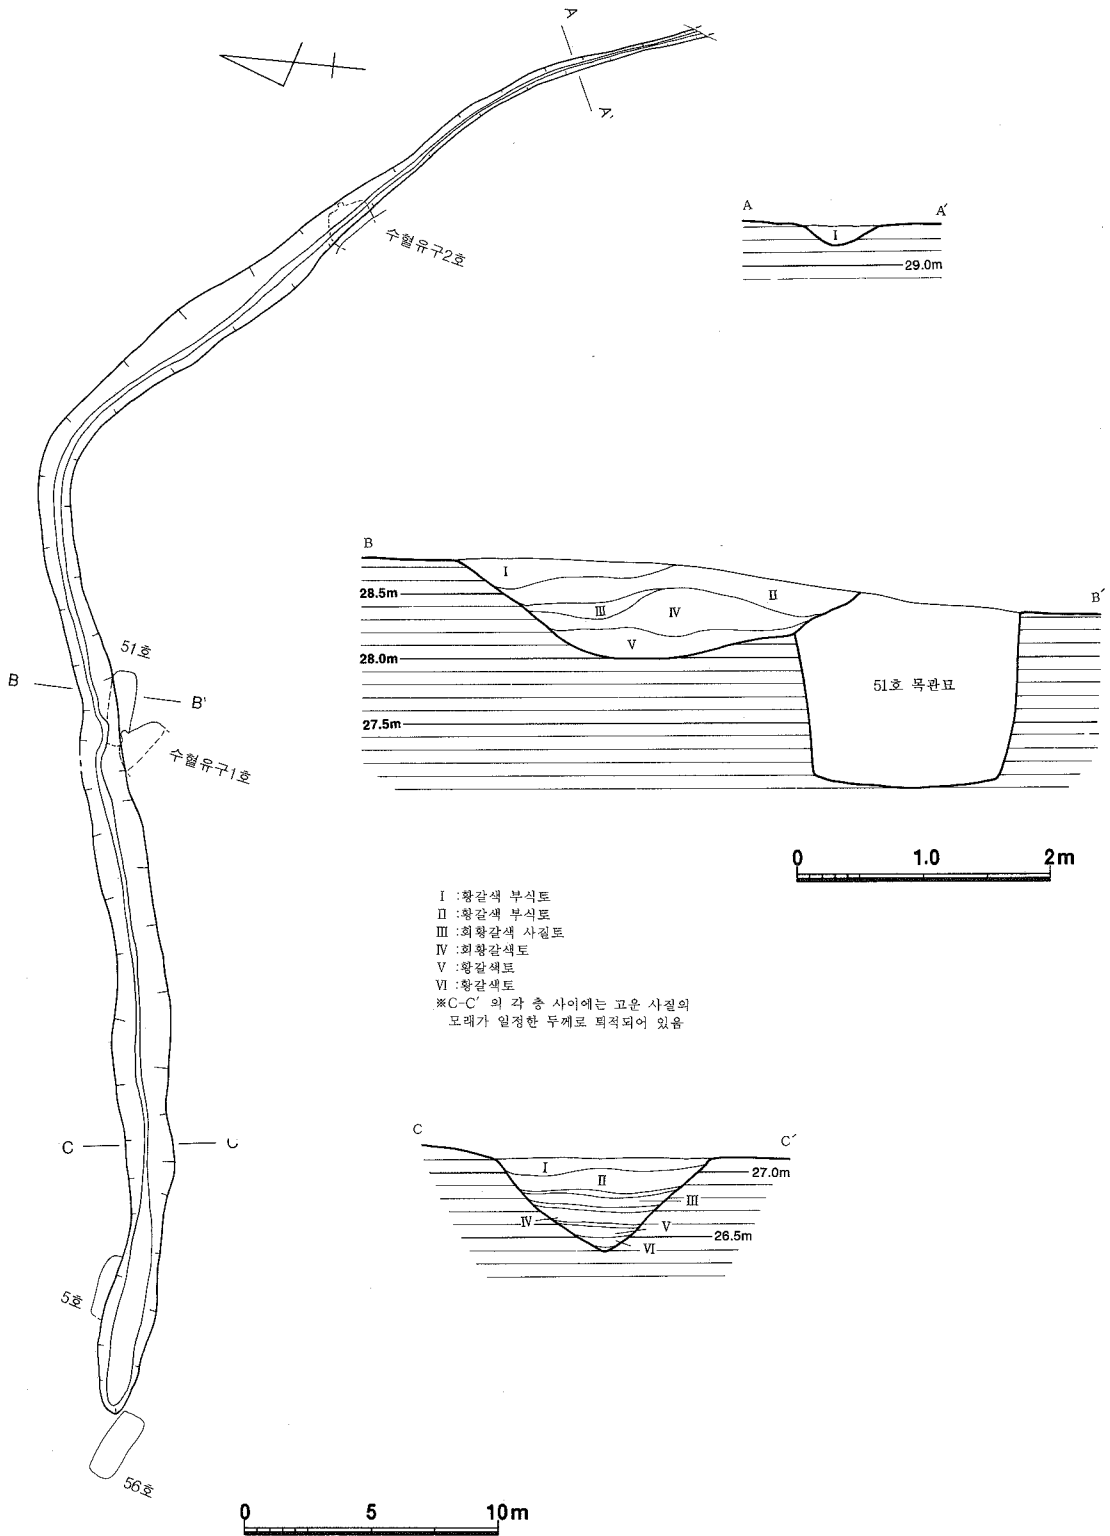 A
A'
수혈유구2호
A
A′
I
29.0m
B
B′
I
28.5m
II
III
IV
V
28.0m
51호 목관묘
27.5m
51호
B
B'
수혈유구1호
0 1.0 2m
I :황갈색 부식토
II :황갈색 부식토
III :회황갈색 사질토
IV :회황갈색토
V :황갈색토
VI :황갈색토
※C-C′ 의 각 층 사이에는 고운 사질의
모래가 일정한 두께로 퇴적되어 있음
C
C
C′
I
27.0m
II
III
IV
V
26.5m
VI
5호
56호
0 5 10m